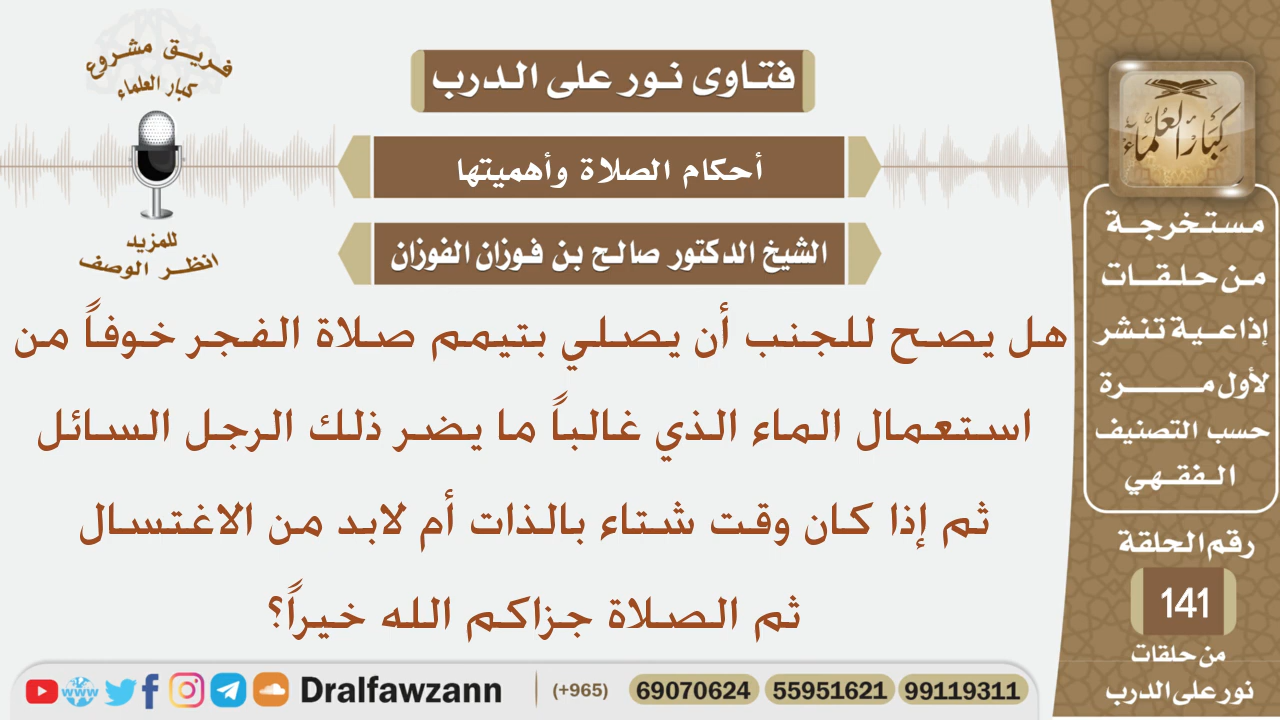 فريق مشروع
كبار العلماء
للمزيد
انظر الوصف
فتاوى نور على الدرب
أحكام الصلاة وأهميتها
الشيخ الدكتور صالح بن فوزان الفوزان
هل يصح للجنب أن يصلي بتيمم صلاة الفجر خوفاً من
استعمال الماء الذي غالباً ما يضر ذلك الرجل السائل
ثم إذا كان وقت شتاء بالذات أم لابد من الاغتسال
ثم الصلاة جزاكم الله خيراً؟
كبار العلماء
مستخرجة
من حلقات
إذاعية تنشر
لأول مرة
حسب التصنيف
الفقهي
رقم الحلقة
141
من حلقات
نور على الدرب
www
Dralfawzann
(+965)
69070624
55951621
99119311